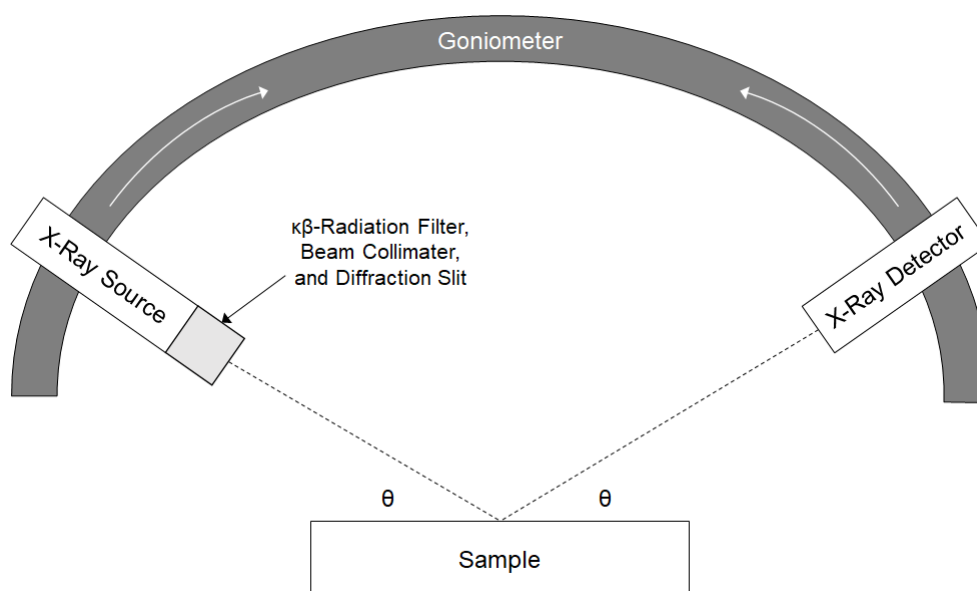 Goniometer
κβ-Radiation Filter,
Beam Collimater,
and Diffraction Slit
X-Ray Source
X-Ray Detector
θ
θ
Sample